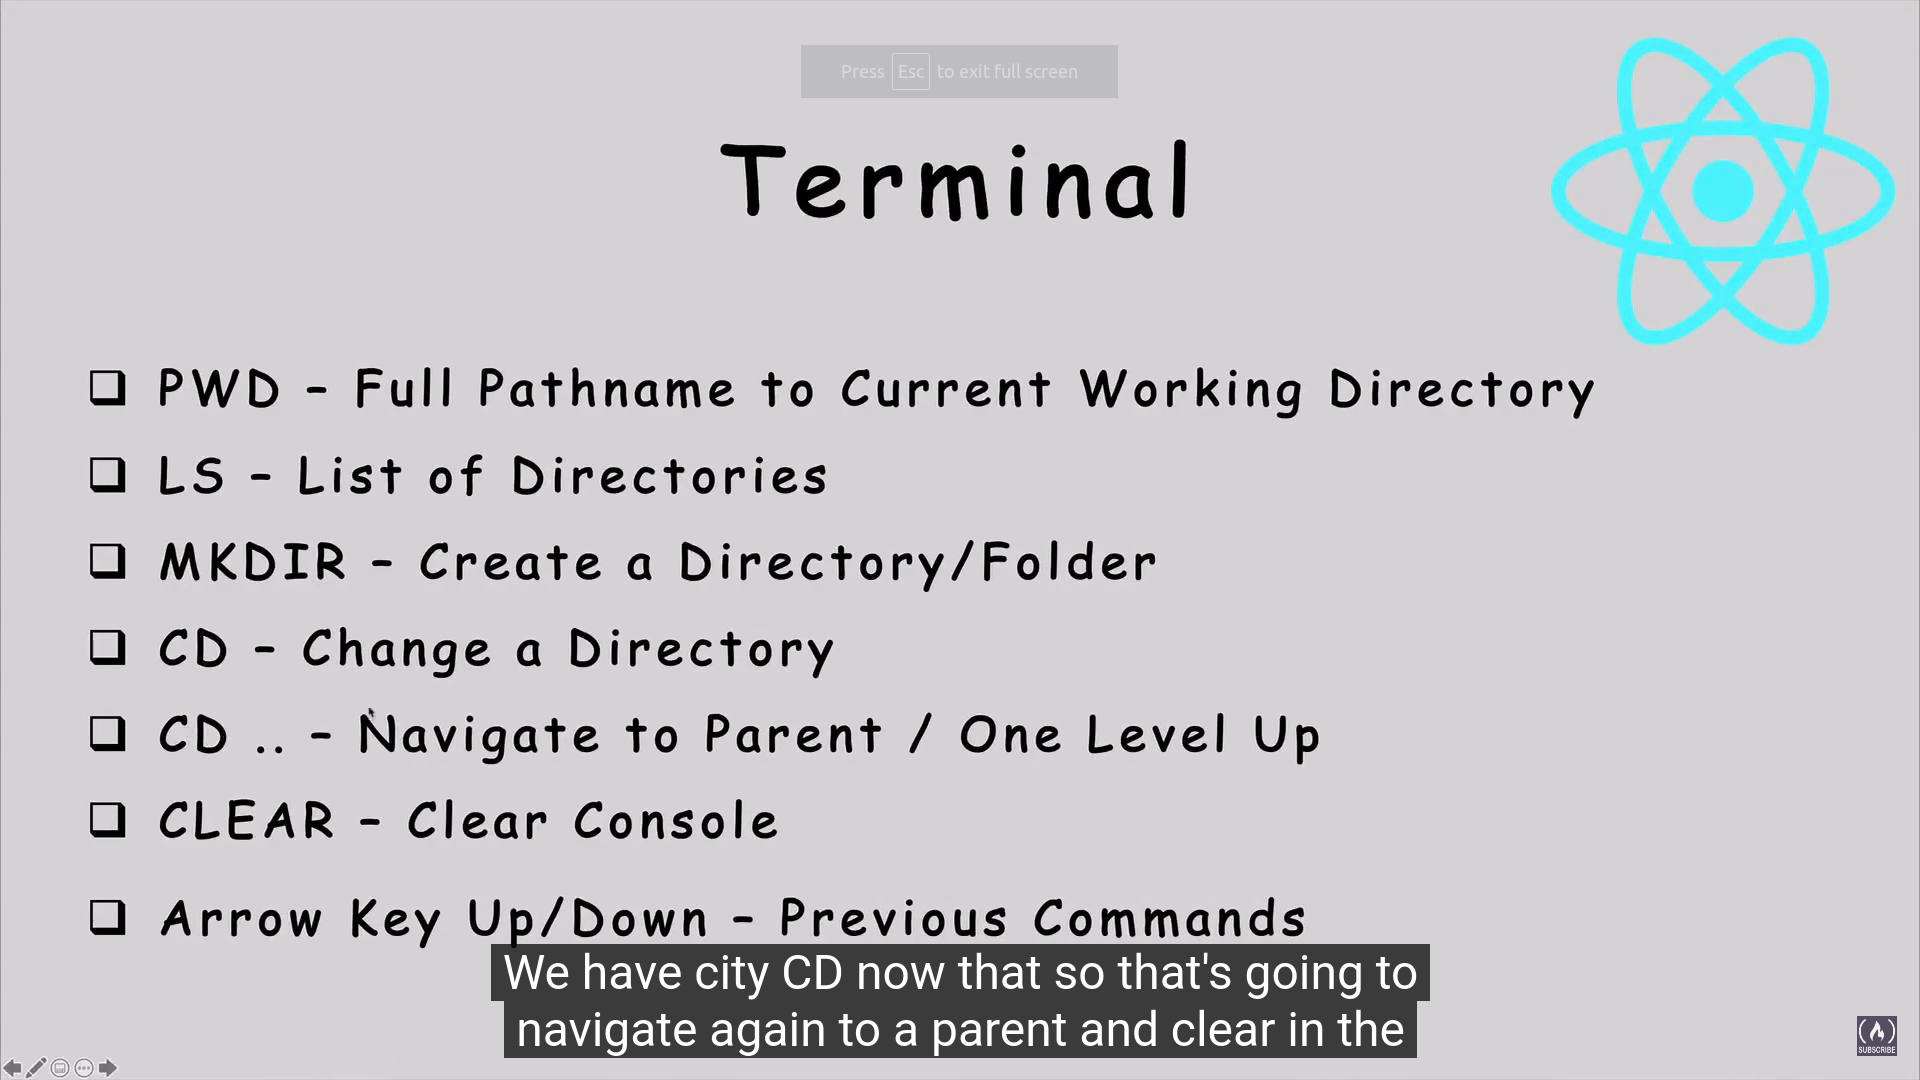 Press Esc to exit full screen
Terminal
PWD – Full Pathname to Current Working Directory
LS – List of Directories
MKDIR – Create a Directory/Folder
CD – Change a Directory
CD .. – Navigate to Parent / One Level Up
CLEAR – Clear Console
Arrow Key Up/Down – Previous Commands
We have city CD now that so that's going to
navigate again to a parent and clear in the
SUBSCRIBE